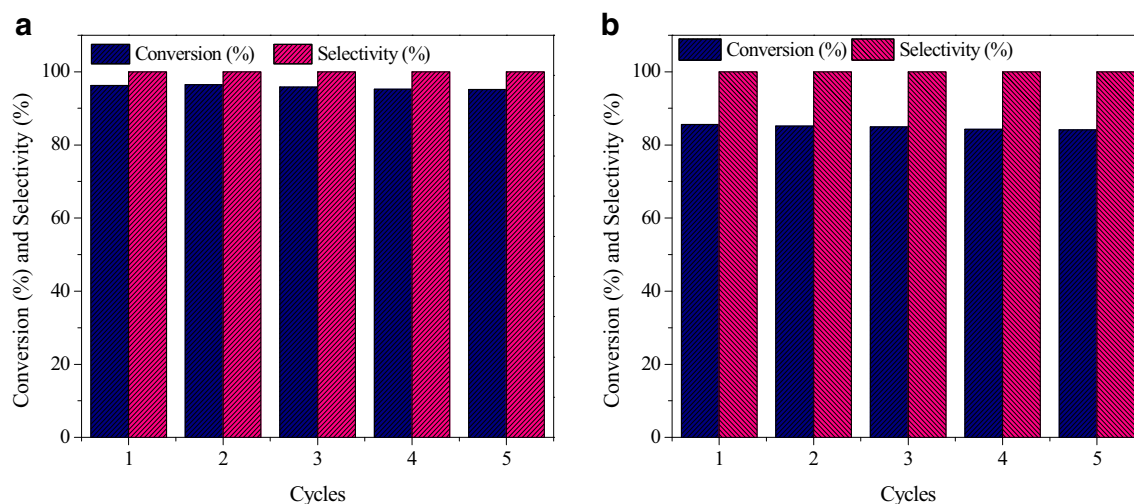 a
Conversion (%) Selectivity (%)
100
80
60
40
20
0
Conversion (%) and Selectivity (%)
1 2 3 4 5
Cycles
b
Conversion (%) Selectivity (%)
100
80
60
40
20
0
Conversion (%) and Selectivity (%)
1 2 3 4 5
Cycles